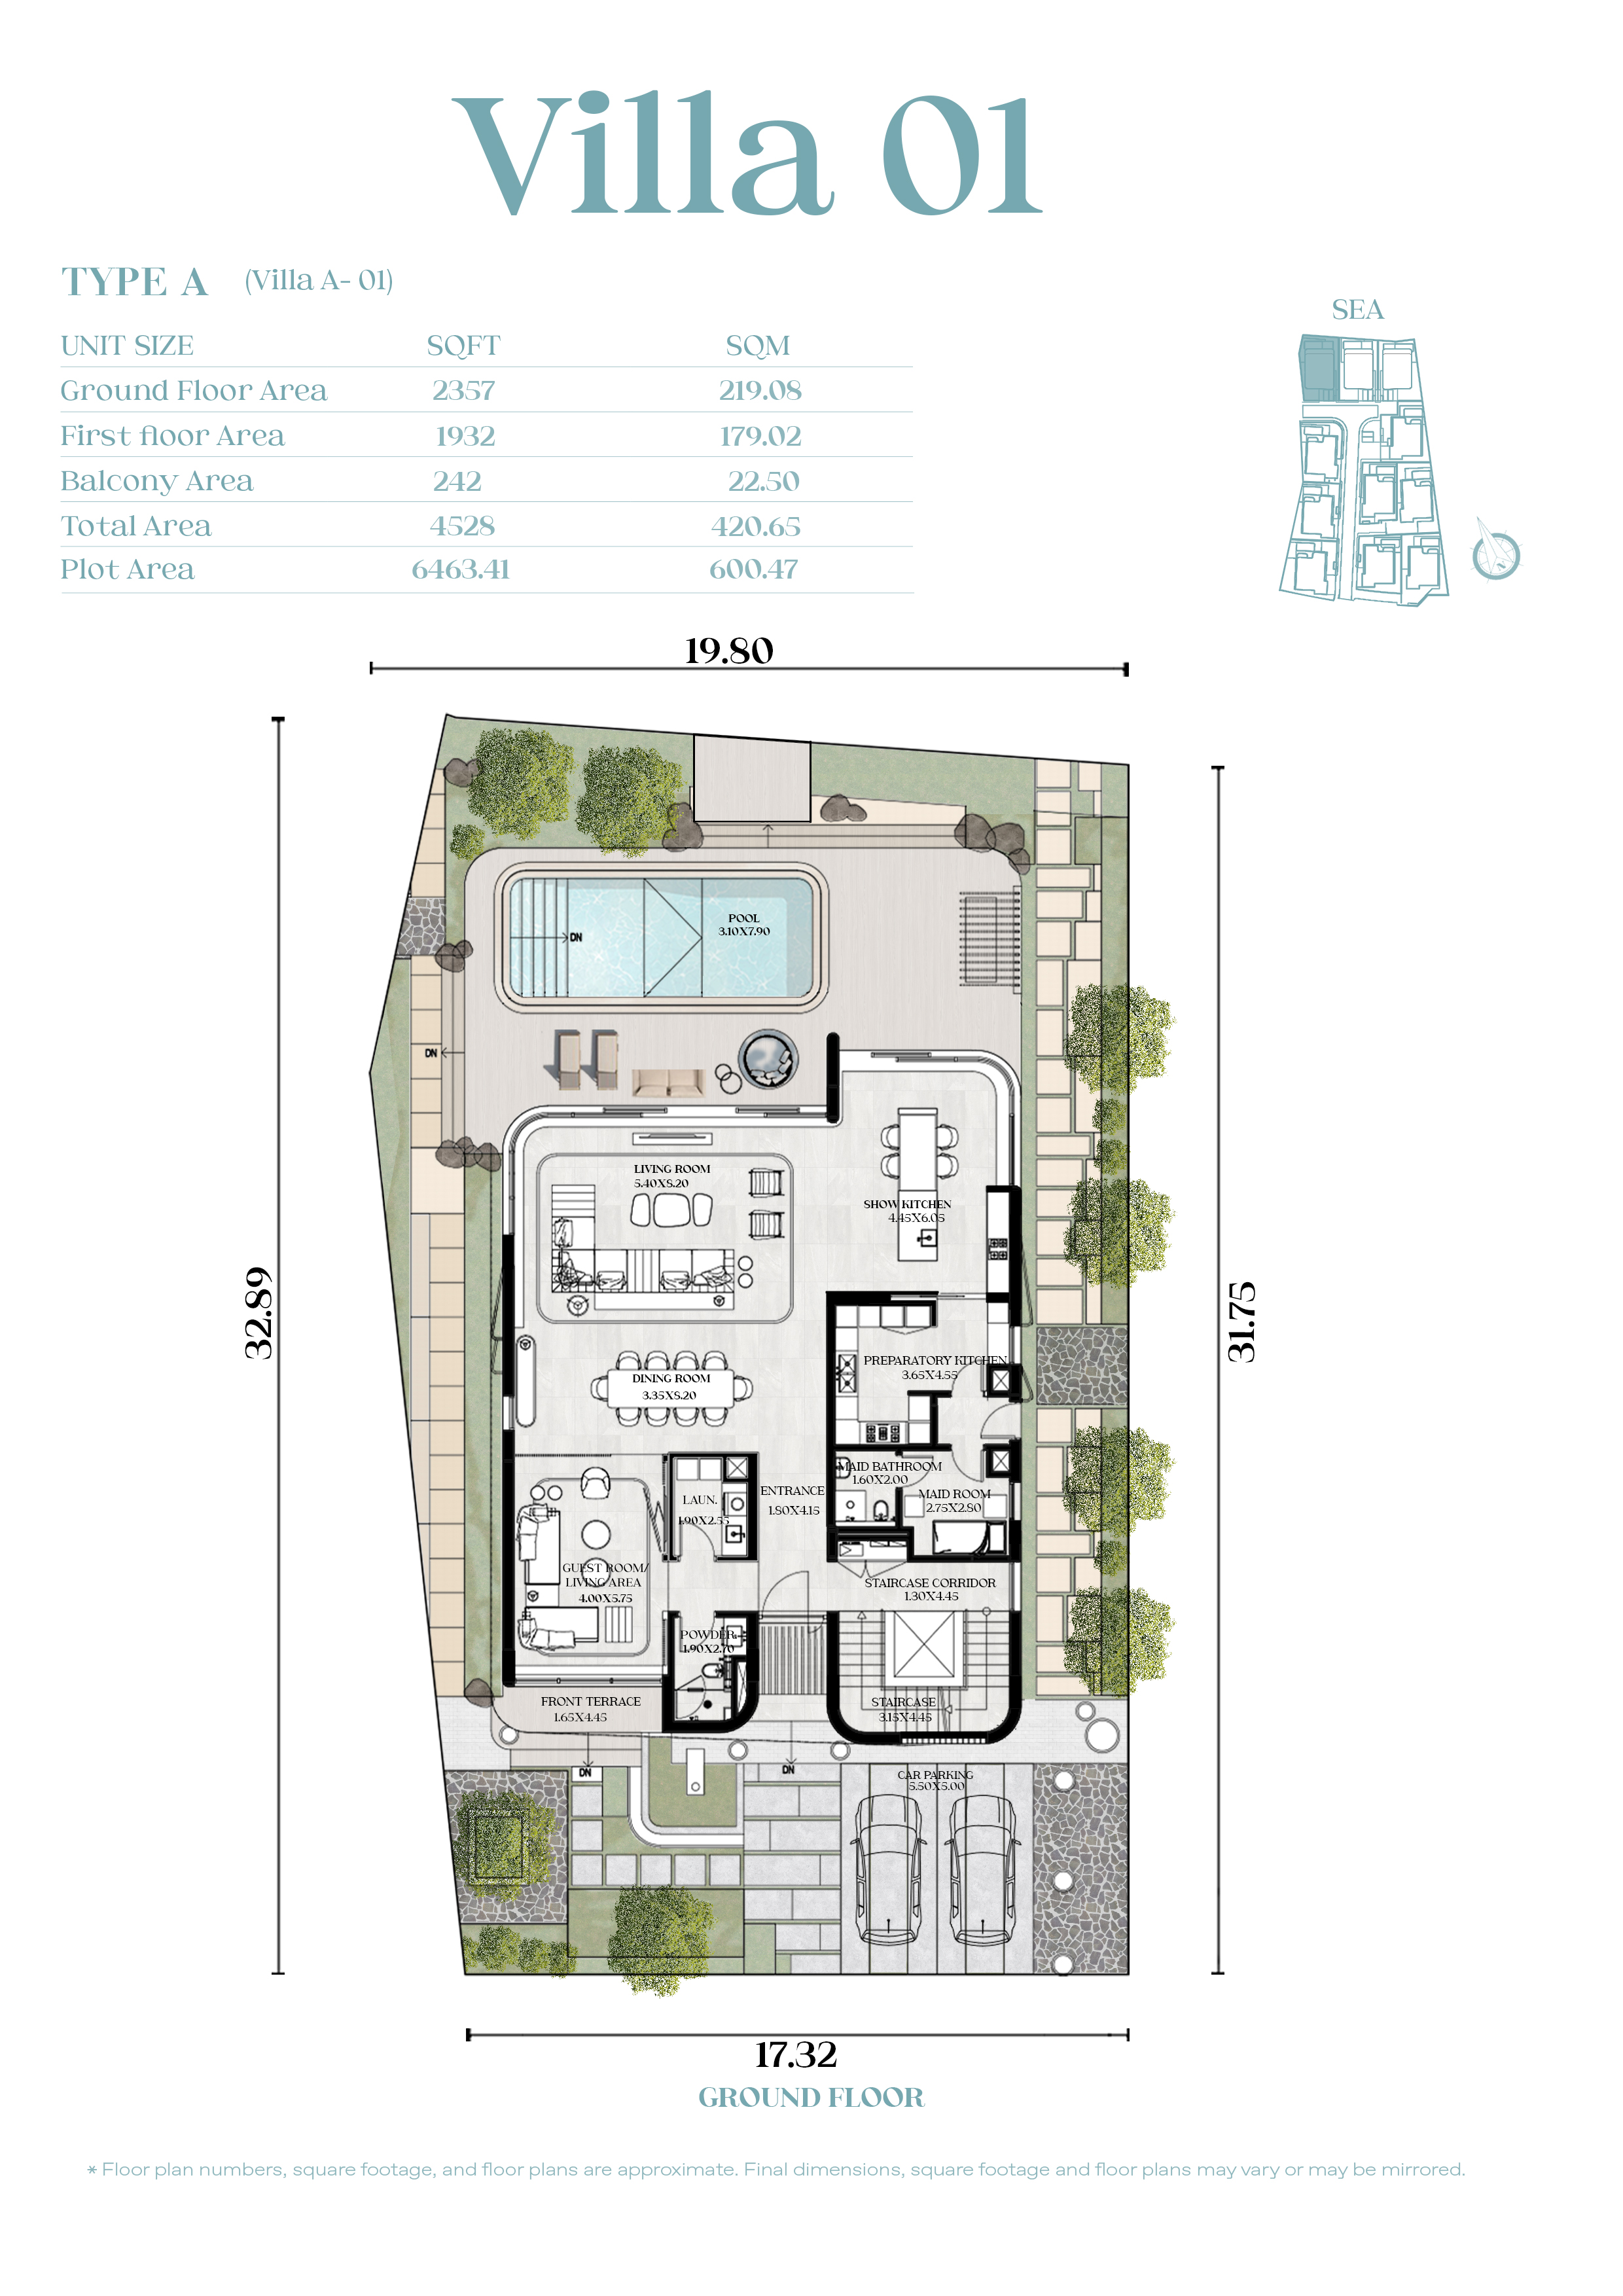 Villa 01
TYPE A (Villa A- 01)
UNIT SIZE SQFT SQM
Ground Floor Area 2357 219.08
First floor Area 1932 179.02
Balcony Area 242 22.50
Total Area 4528 420.65
Plot Area 6463.41 600.47
SEA
19.80
32.89
31.75
POOL
3.10X7.90
DN
DN
LIVING ROOM
5.40X8.20
SHOW KITCHEN
4.45X6.05
PREPARATORY KITCHEN
3.65X4.55
DINING ROOM
3.35X8.20
MAID BATHROOM
1.60X2.00
MAID ROOM
2.75X2.80
ENTRANCE
1.80X4.15
LAUN.
1.90X2.55
GUEST ROOM/
LIVING AREA
4.00X5.75
STAIRCASE CORRIDOR
1.30X4.45
POWDER
1.90X2.70
FRONT TERRACE
1.65X4.45
STAIRCASE
3.15X4.45
DN
DN
CAR PARKING
5.50X5.00
17.32
GROUND FLOOR
* Floor plan numbers, square footage, and floor plans are approximate. Final dimensions, square footage and floor plans may vary or may be mirrored.